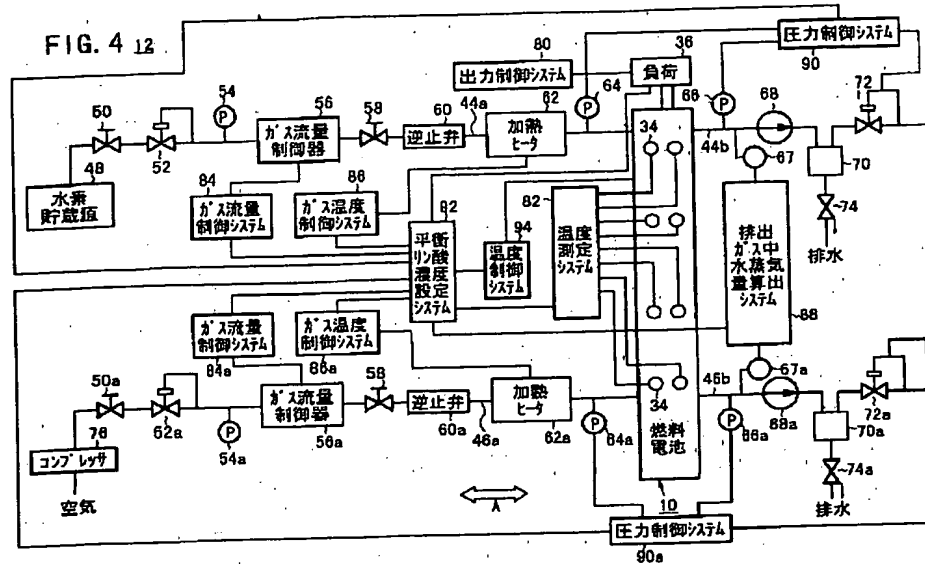 FIG. 4 12
80
出力制御システム
36
負荷
圧力制御システム
90
50
52
54
P
56
ガス流量
制御器
58
60
逆止弁
44a
62
加熱
ヒータ
64
P
66
P
68
72
44b
67
70
74
排水
48
水素
貯蔵源
84
ガス流量
制御システム
86
ガス温度
制御システム
82
平衡
リン酸
濃度
設定
システム
94
温度
制御
システム
82
温度
測定
システム
34
排出
ガス中
水蒸気
量算出
システム
88
ガス流量
制御システム
84a
ガス温度
制御システム
86a
50a
62a
76
コンプレッサ
空気
P
54a
ガス流量
制御器
56a
58
逆止弁
60a
46a
加熱
ヒータ
62a
P
64a
34
燃料
電池
10
46b
67a
P
66a
68a
72a
70a
74a
排水
A
圧力制御システム
90a